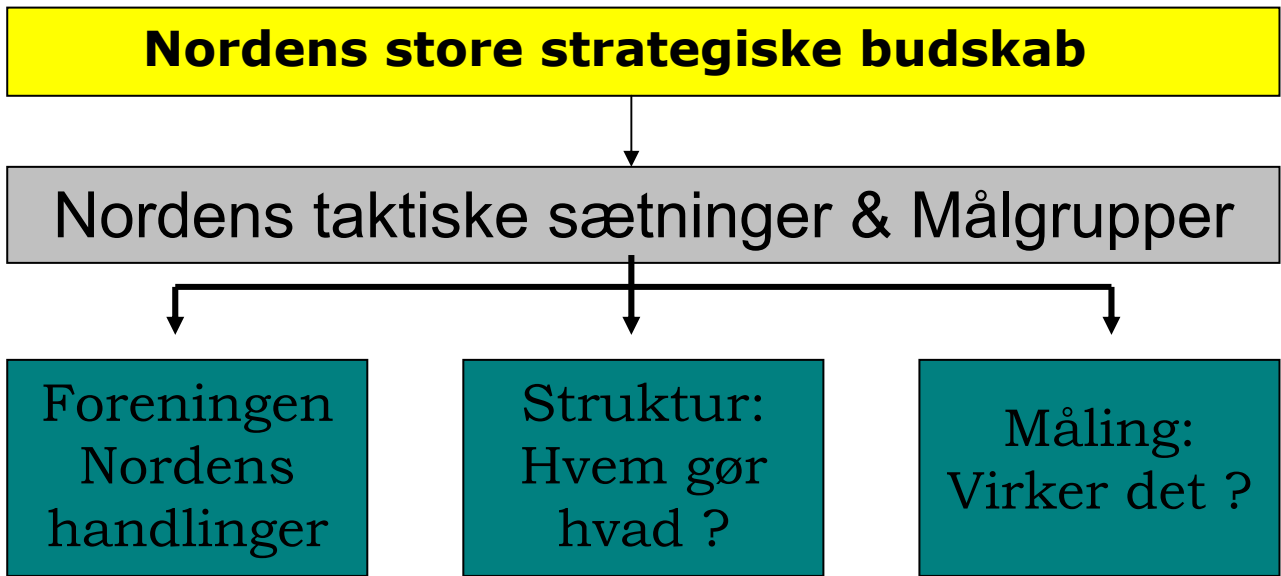 Nordens store strategiske budskab
Nordens taktiske sætninger & Målgrupper
Foreningen
Nordens
handlinger
Struktur:
Hvem gør
hvad ?
Måling:
Virker det ?